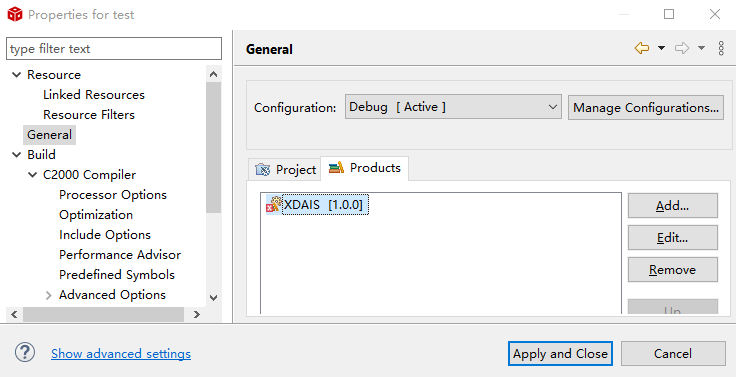 Properties for test
type filter text
Resource
Linked Resources
Resource Filters
General
Build
C2000 Compiler
Processor Options
Optimization
Include Options
Performance Advisor
Predefined Symbols
Advanced Options
General
Configuration:
Debug [ Active ]
Manage Configurations...
Project
Products
XDAIS [1.0.0]
Add...
Edit...
Remove
Up
Show advanced settings
Apply and Close
Cancel